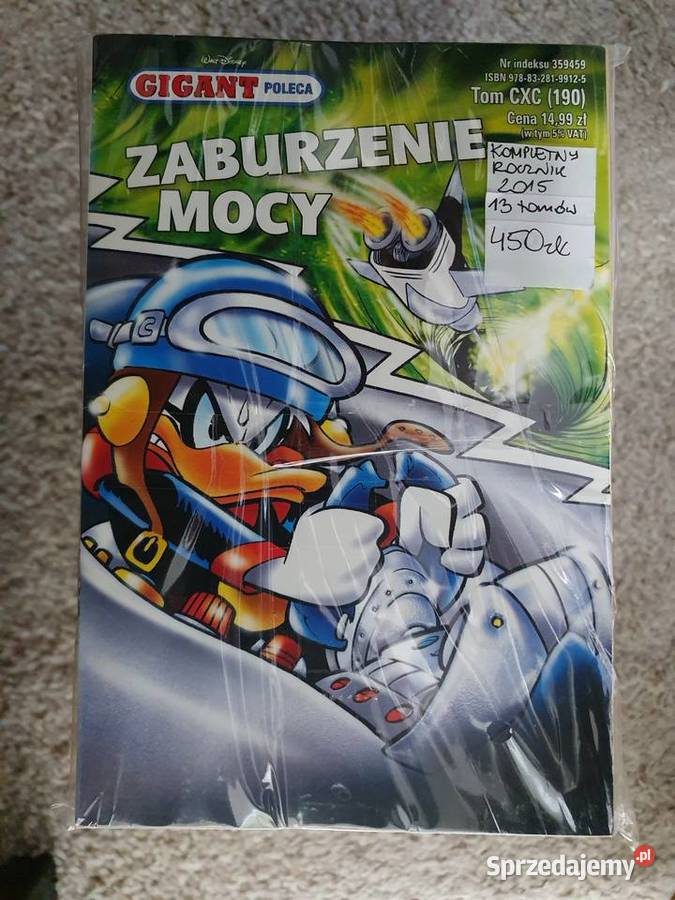 Walt Disney
GIGANT POLECA
Nr indeksu 359459
ISBN 978-83-281-9912-5
Tom CXC (190)
Cena 14,99 zł
(w tym 5% VAT)
ZABURZENIE
MOCY
KOMPLETNY
ROCZNIK
2015
13 tomów
450zł
C
Sprzedajemy.pl